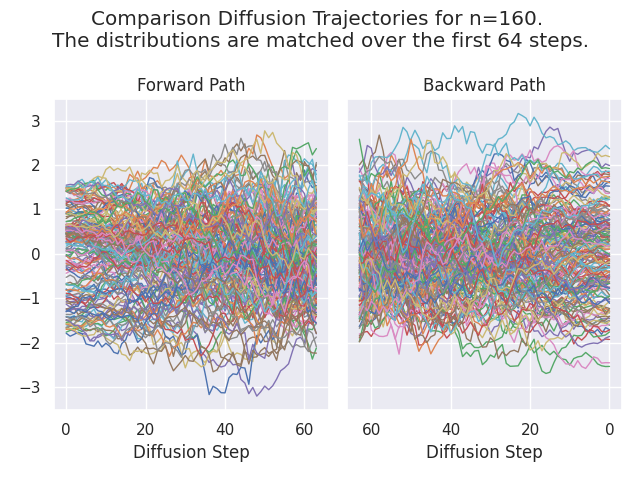 Comparison Diffusion Trajectories for n=160.
The distributions are matched over the first 64 steps.
Forward Path
Backward Path
3
2
1
0
−1
−2
−3
0 20 40 60
60 40 20 0
Diffusion Step
Diffusion Step